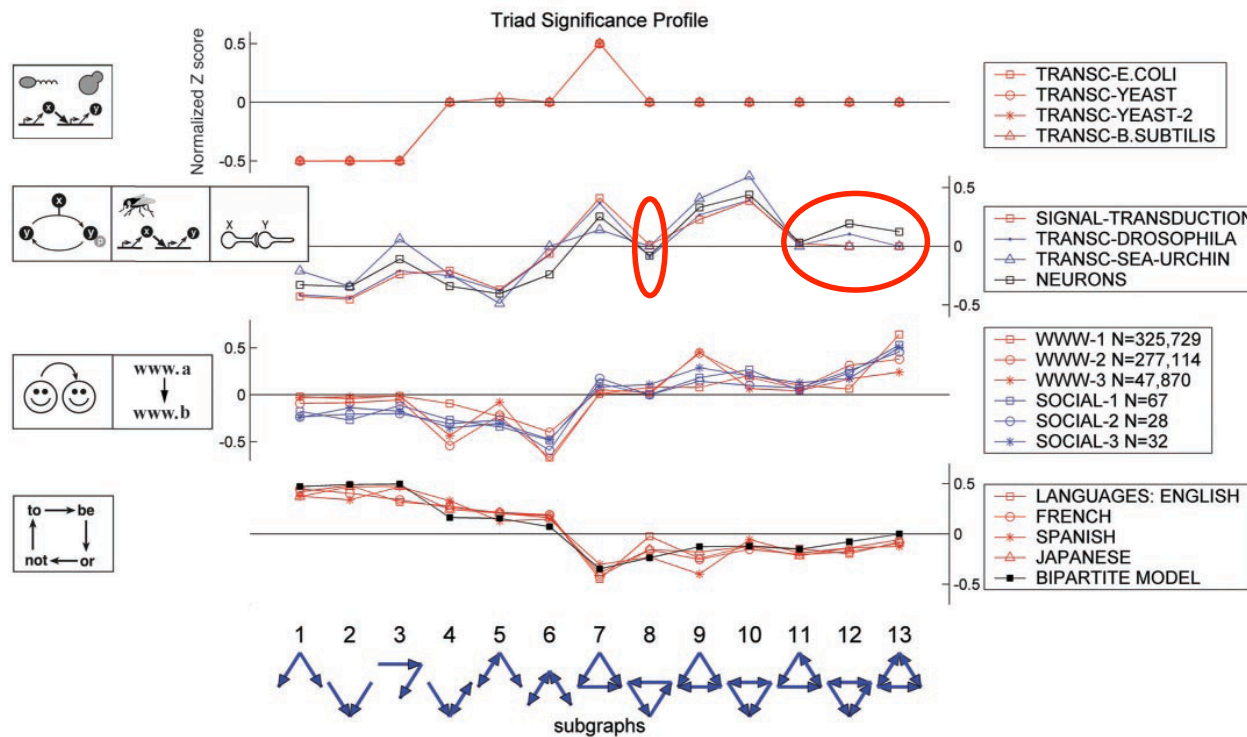 Triad Significance Profile
Normalized Z score
0.5
0
-0.5
x
y
TRANSC-E.COLI
TRANSC-YEAST
TRANSC-YEAST-2
TRANSC-B.SUBTILIS
x
y
y
p
x
y
X
Y
0.5
0
-0.5
SIGNAL-TRANSDUCTION
TRANSC-DROSOPHILA
TRANSC-SEA-URCHIN
NEURONS
www.a
www.b
0.5
0
-0.5
WWW-1 N=325,729
WWW-2 N=277,114
WWW-3 N=47,870
SOCIAL-1 N=67
SOCIAL-2 N=28
SOCIAL-3 N=32
to be
not or
0.5
0
-0.5
LANGUAGES: ENGLISH
FRENCH
SPANISH
JAPANESE
BIPARTITE MODEL
1 2 3 4 5 6 7 8 9 10 11 12 13
subgraphs